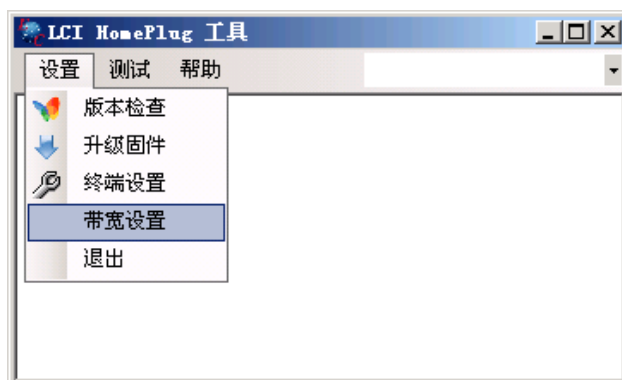 LCI HomePlug 工具
设置 测试 帮助
版本检查
升级固件
终端设置
带宽设置
退出